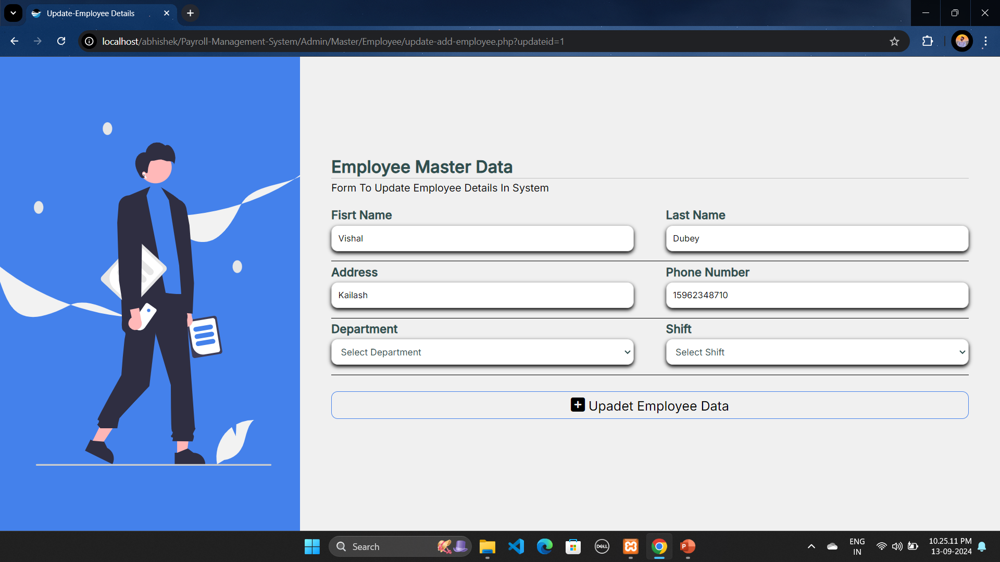 Update-Employee Details
localhost/abhishek/Payroll-Management-System/Admin/Master/Employee/update-add-employee.php?updateid=1
Employee Master Data
Form To Update Employee Details In System
Fisrt Name
Last Name
Vishal
Dubey
Address
Phone Number
Kailash
15962348710
Department
Shift
Select Department
Select Shift
Upadet Employee Data
Search
DELL
P
ENG
IN
10.25.11 PM
13-09-2024